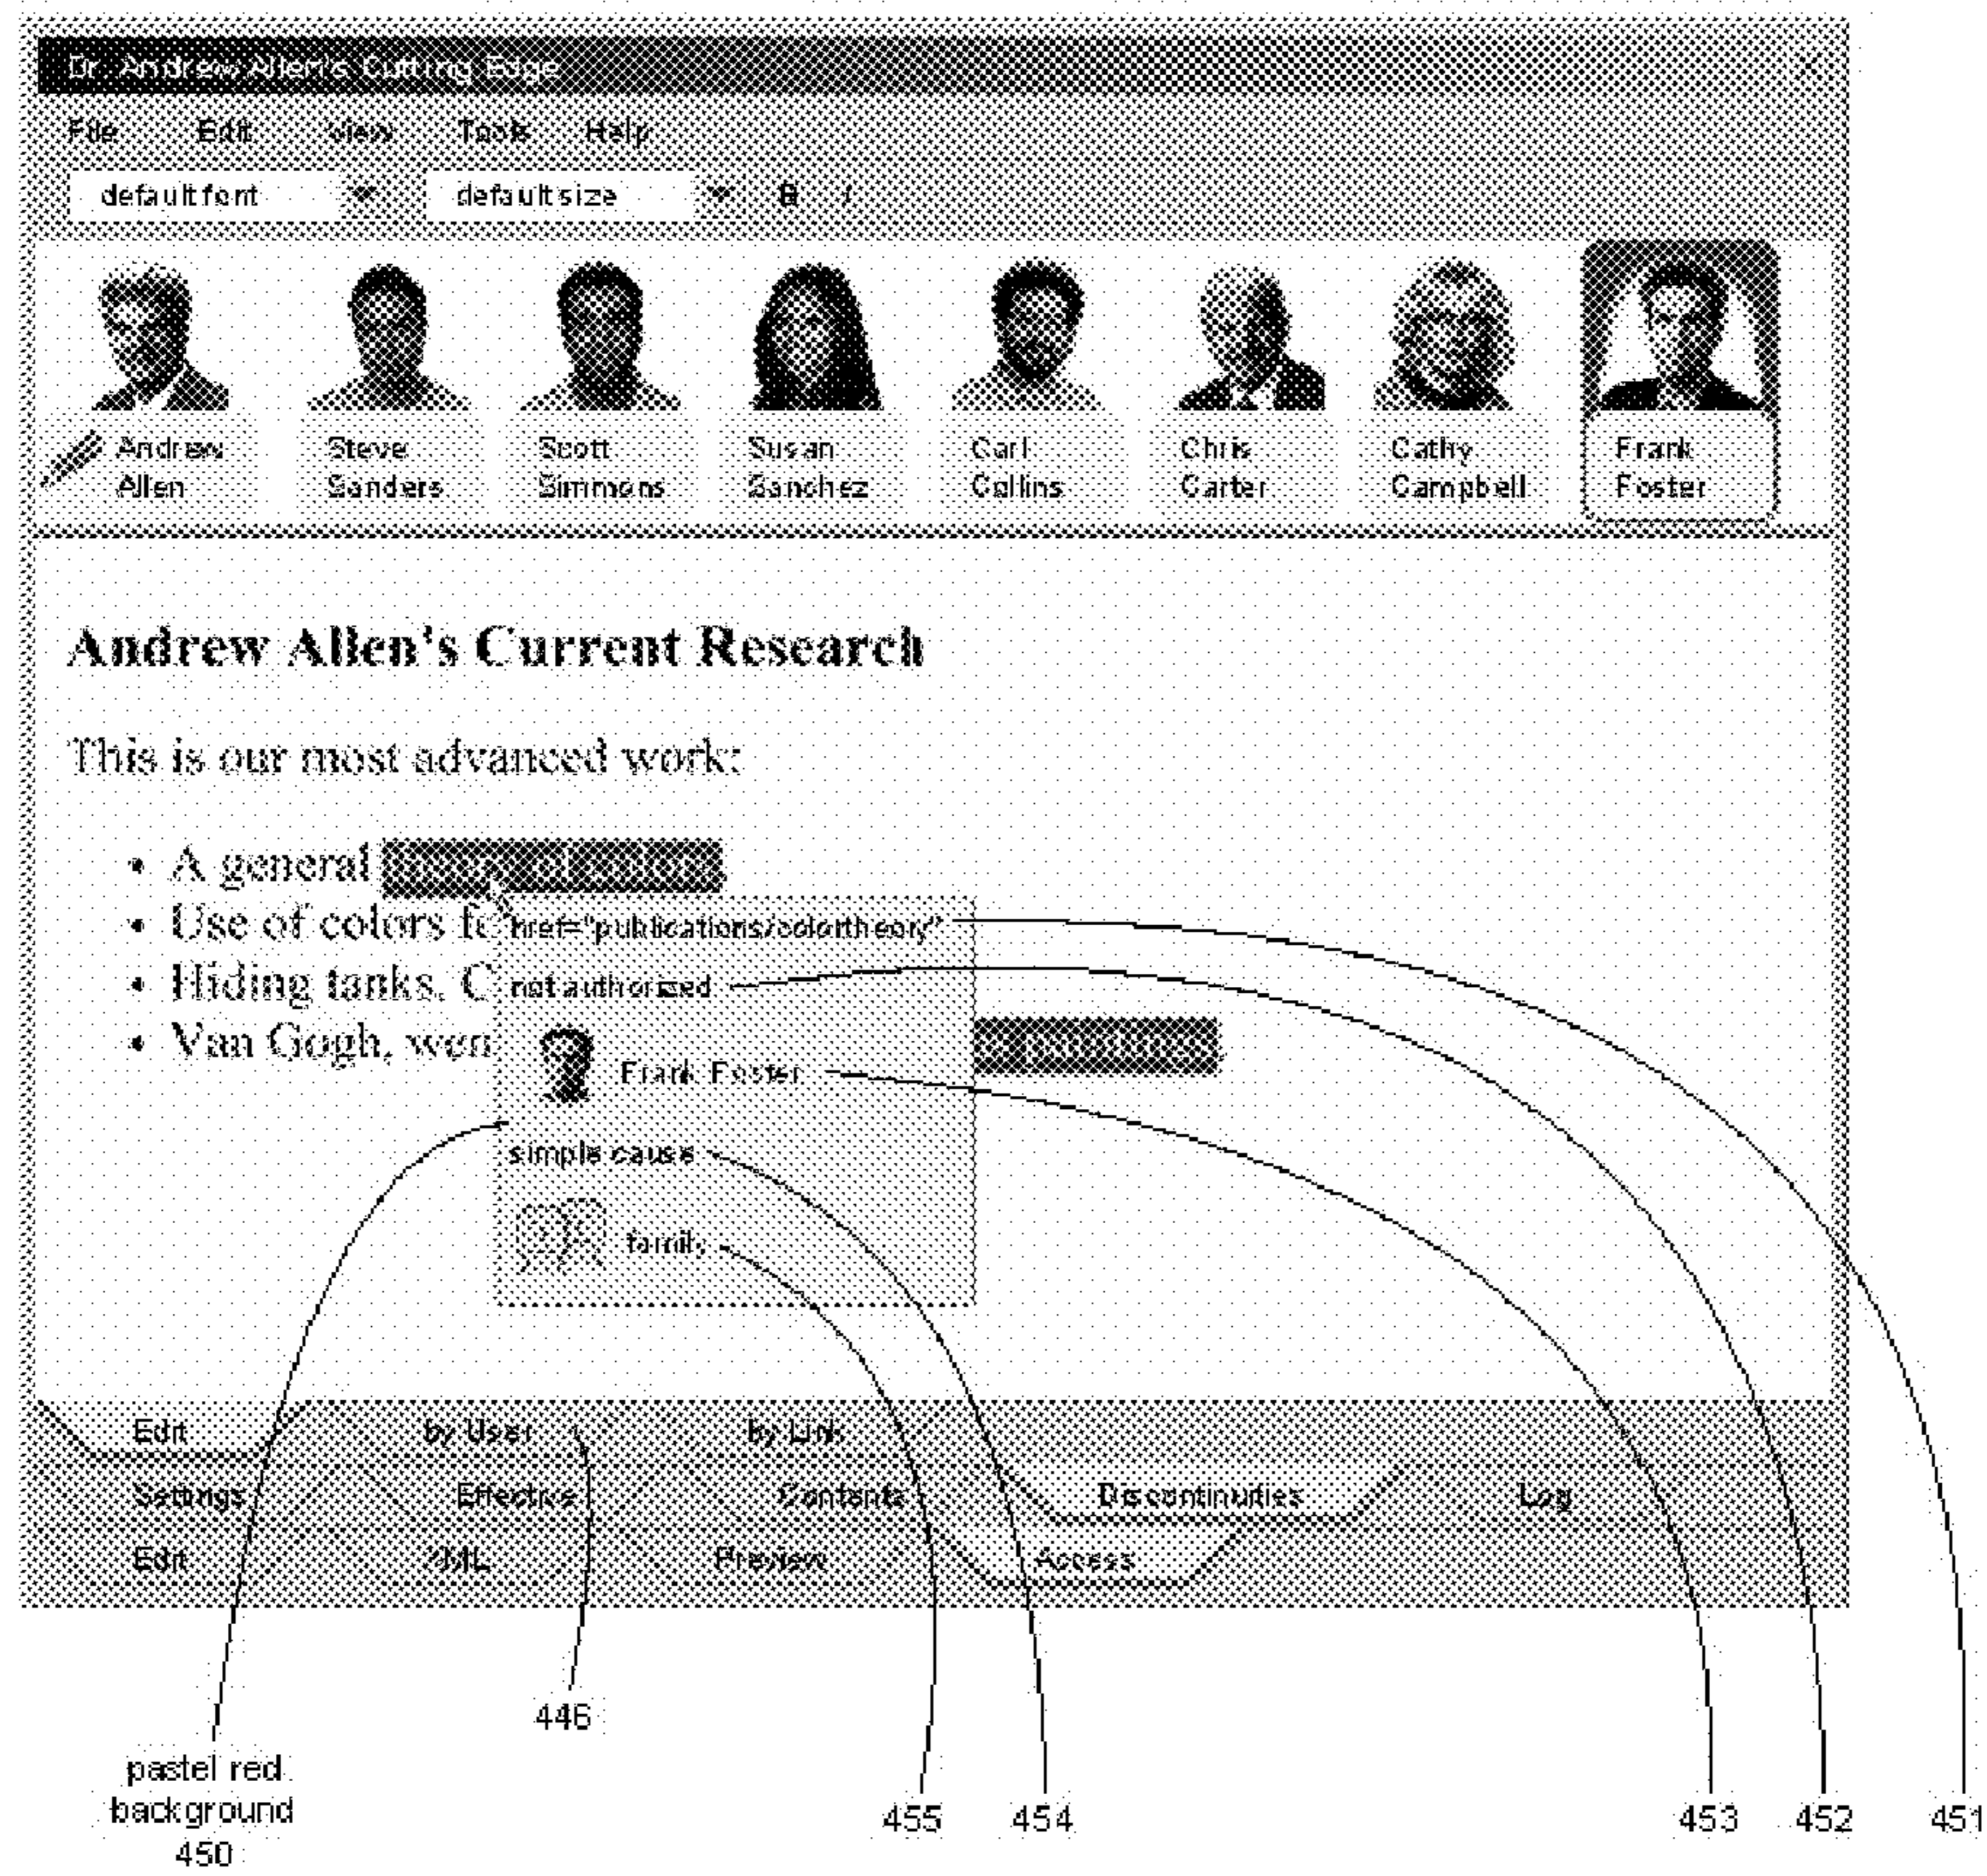 Dr. Andrew Allen's Cutting Edge
File Edit View Tools Help
default font default size B I
Andrew Allen
Steve Sanders
Scott Simmons
Susan Sanchez
Carl Collins
Chris Carter
Cathy Campbell
Frank Foster
Andrew Allen's Current Research
This is our most advanced work:
• A general
• Use of colors fo
• Hiding tanks, C
• Van Gogh, wen
href="publications/colortheory"
not authorized
Frank Foster
simple cause
family
Edit by User by Link
Settings Effective Contents Discontinuities Log
Edit XML Preview Access
446
pastel red
background
450
455 454 453 452 451